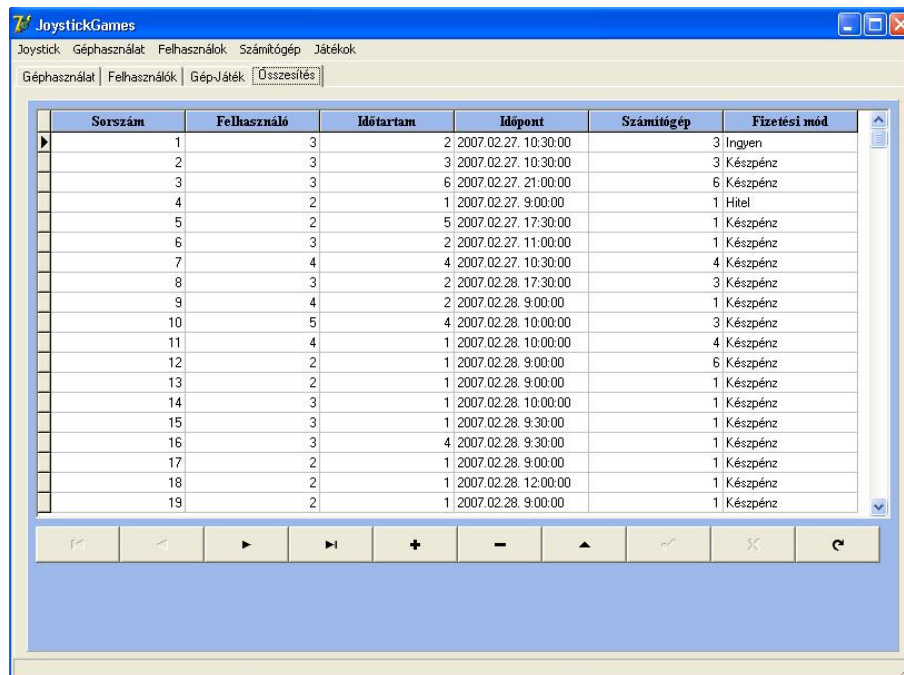 JoystickGames
Joystick Géphasználat Felhasználok Számítógép Játékok
Géphasználat Felhasználók Gép-Játék Összesítés
Sorszám Felhasználó Időtartam Időpont Számítógép Fizetési mód
1 3 2 2007.02.27. 10:30:00 3 Ingyen
2 3 3 2007.02.27. 10:30:00 3 Készpénz
3 3 6 2007.02.27. 21:00:00 6 Készpénz
4 2 1 2007.02.27. 9:00:00 1 Hitel
5 2 5 2007.02.27. 17:30:00 1 Készpénz
6 3 2 2007.02.27. 11:00:00 1 Készpénz
7 4 4 2007.02.27. 10:30:00 4 Készpénz
8 3 2 2007.02.28. 17:30:00 3 Készpénz
9 4 2 2007.02.28. 9:00:00 1 Készpénz
10 5 4 2007.02.28. 10:00:00 3 Készpénz
11 4 1 2007.02.28. 10:00:00 4 Készpénz
12 2 1 2007.02.28. 9:00:00 6 Készpénz
13 2 1 2007.02.28. 9:00:00 1 Készpénz
14 3 1 2007.02.28. 10:00:00 1 Készpénz
15 3 1 2007.02.28. 9:30:00 1 Készpénz
16 3 4 2007.02.28. 9:30:00 1 Készpénz
17 2 1 2007.02.28. 9:00:00 1 Készpénz
18 2 1 2007.02.28. 12:00:00 1 Készpénz
19 2 1 2007.02.28. 9:00:00 1 Készpénz